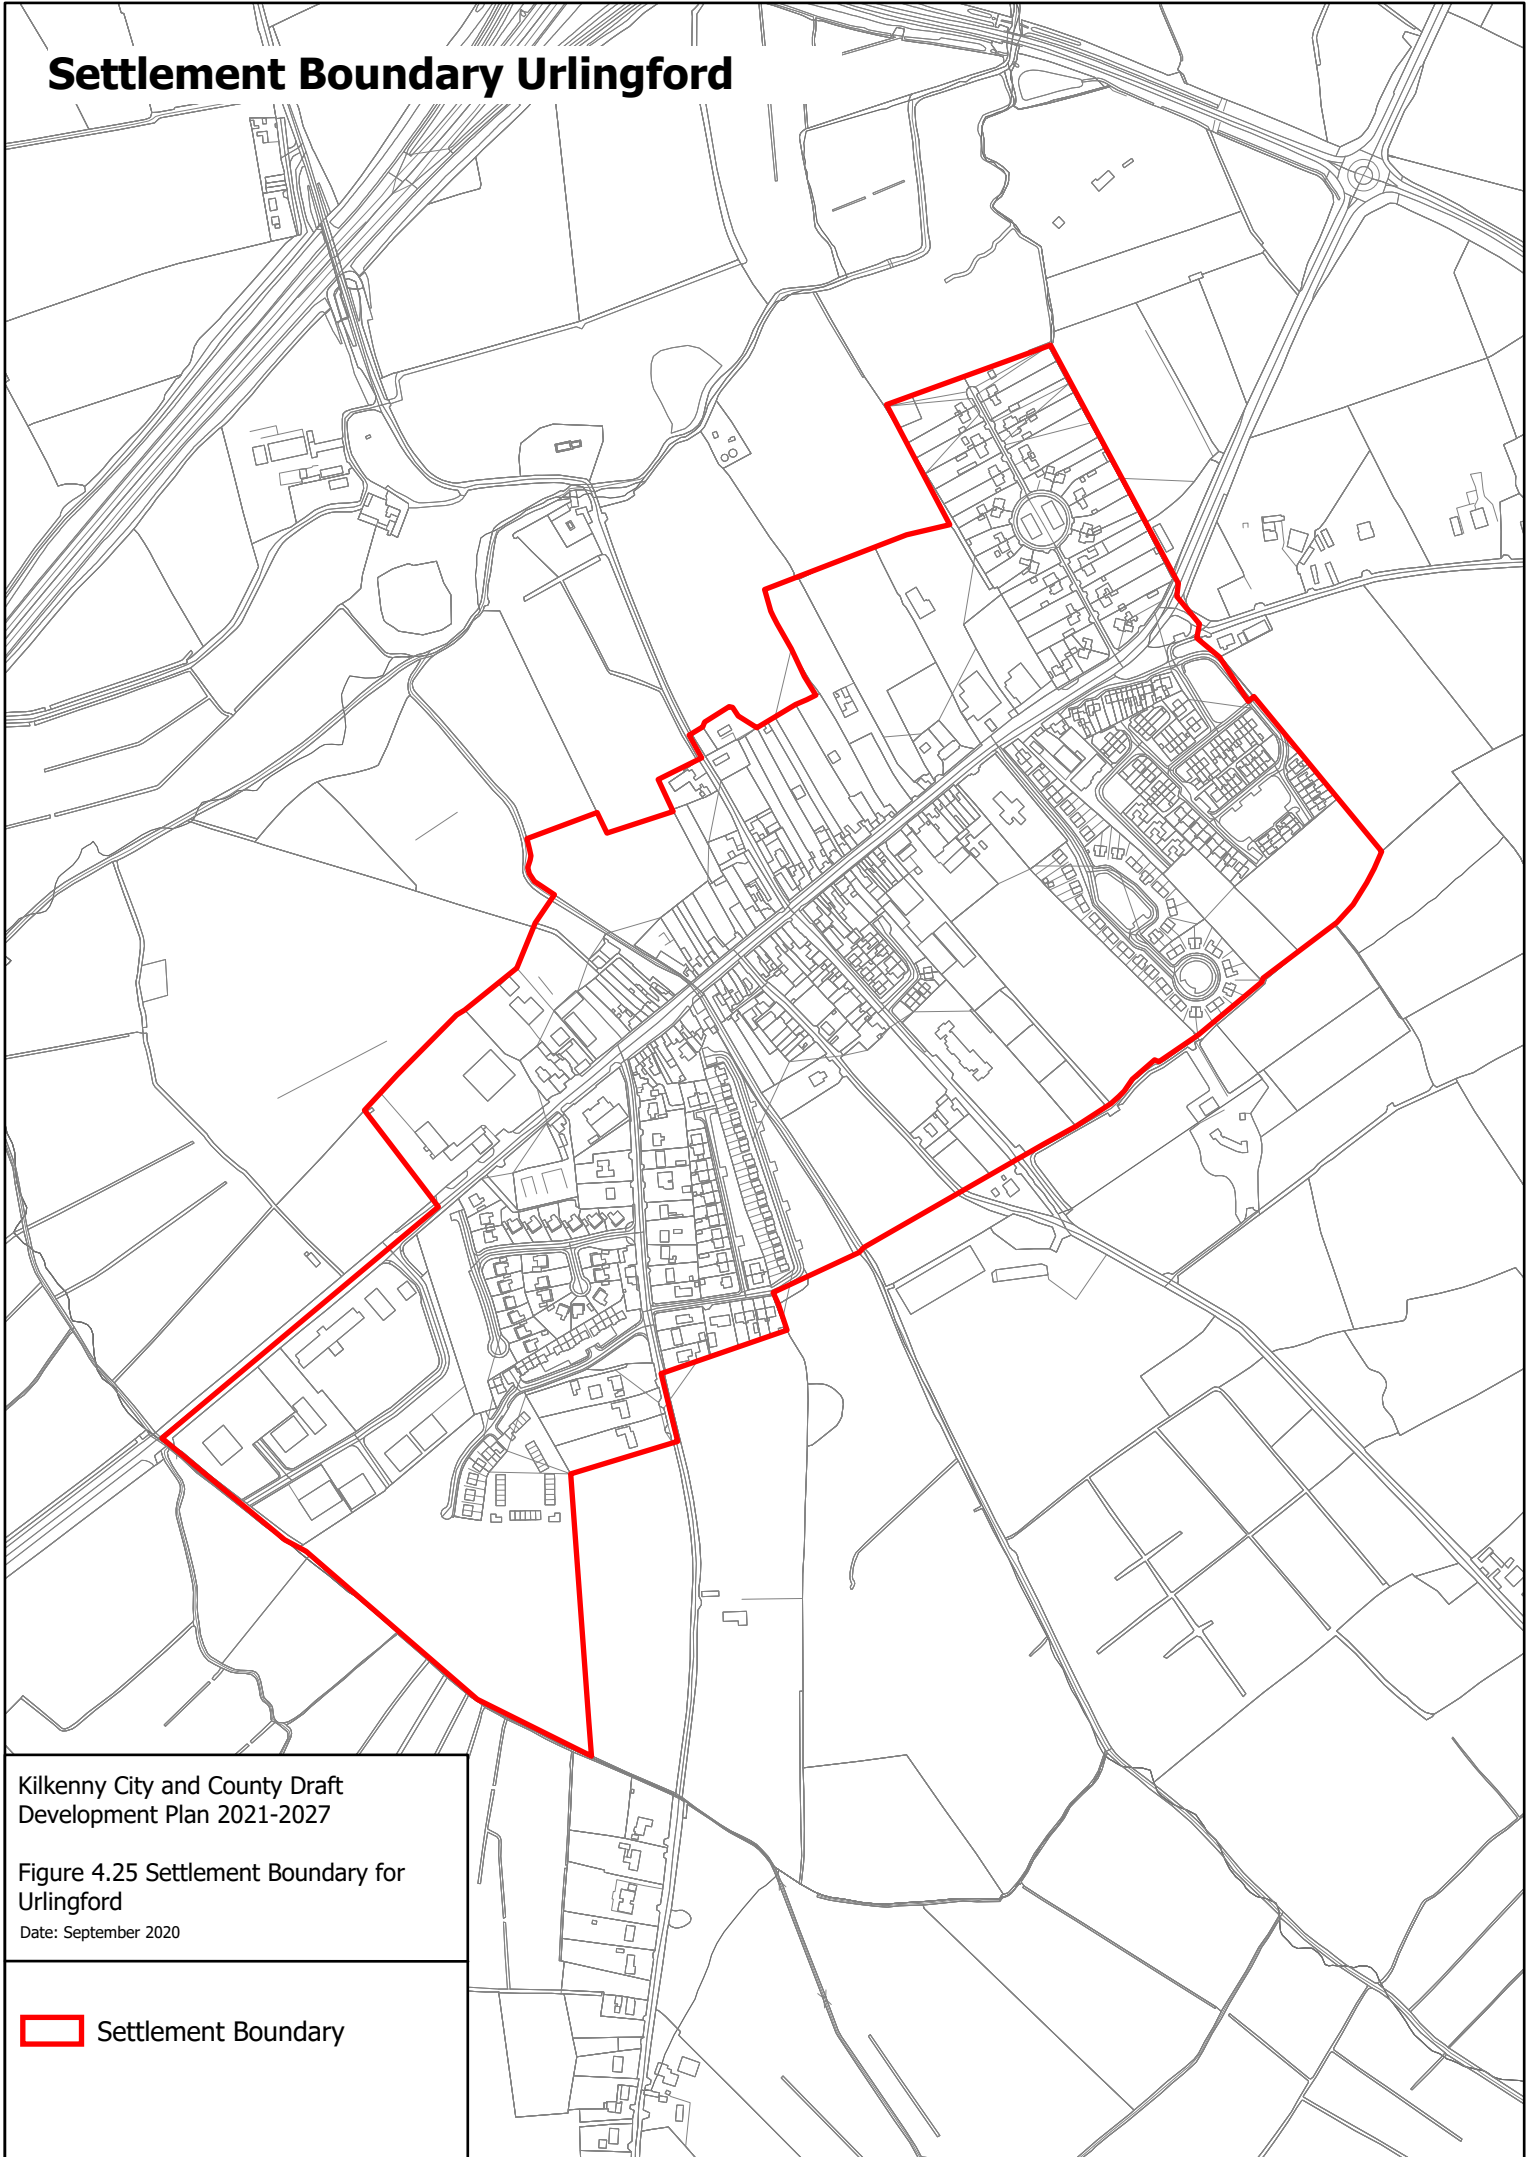 Settlement Boundary Urlingford
Kilkenny City and County Draft
Development Plan 2021-2027
Figure 4.25 Settlement Boundary for
Urlingford
Date: September 2020
Settlement Boundary